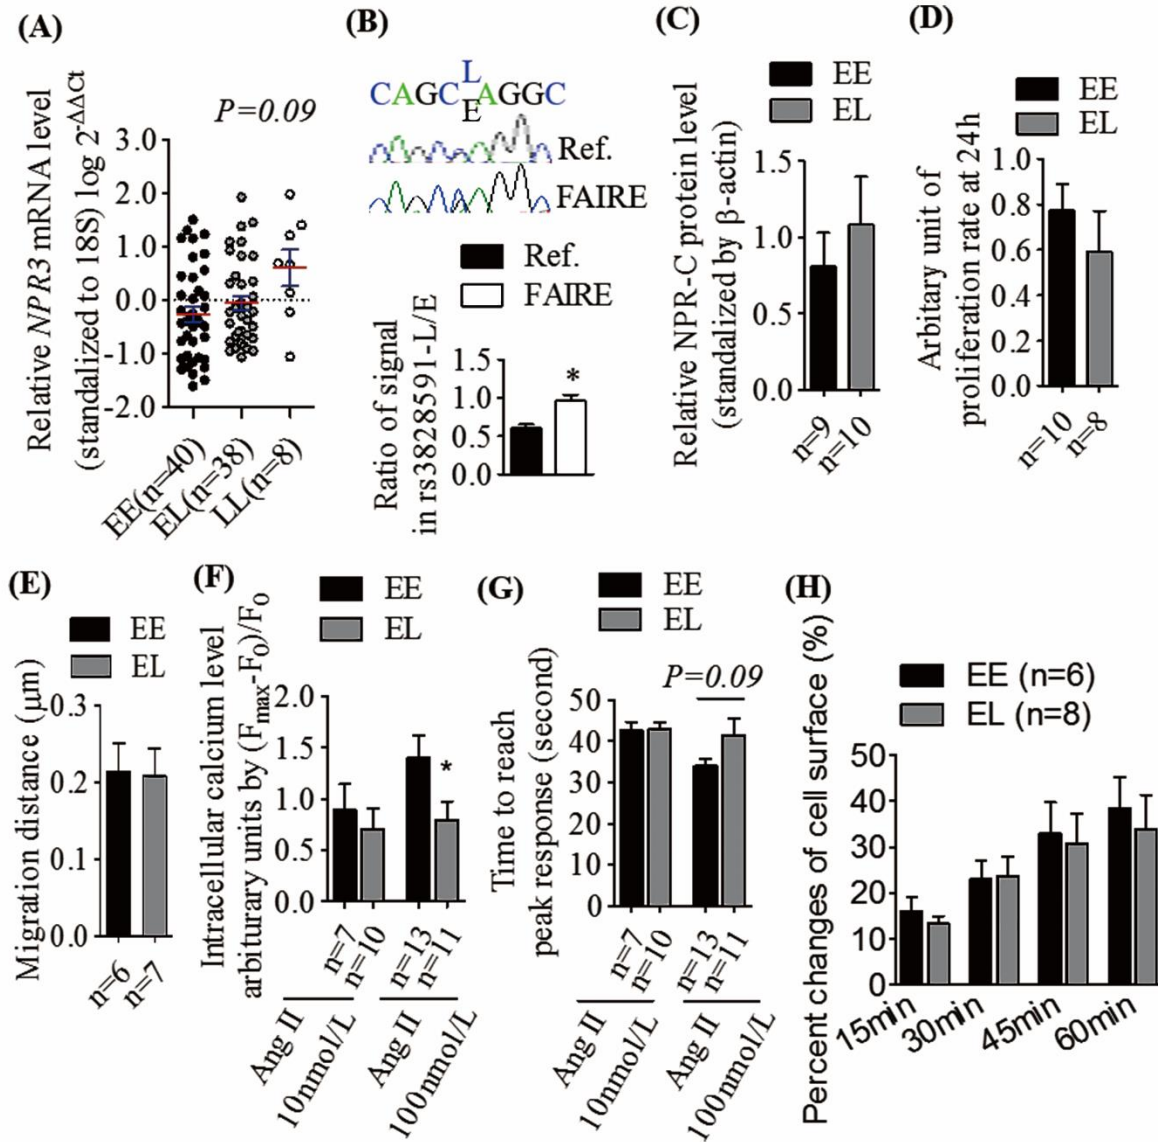 (A)
P=0.09
Relative NPR3 mRNA level
(standalized to 18S) log 2-ΔΔCt
3.0
2.0
1.0
0.0
-1.0
-2.0
EE(n=40)
EL(n=38)
LL(n=8)
(B)
L
CAGC AGGC
E
Ref.
FAIRE
Ref.
FAIRE
Ratio of signal
in rs3828591-L/E
1.5
1.0
0.5
0.0
*
(C)
EE
EL
Relative NPR-C protein level
(standalized by β-actin)
1.5
1.0
0.5
0.0
n=9
n=10
(D)
EE
EL
Arbitary unit of
proliferation rate at 24h
1.0
0.8
0.6
0.4
0.2
0.0
n=10
n=8
(E)
EE
EL
Migration distance (μm)
0.3
0.2
0.1
0.0
n=6
n=7
(F)
EE
EL
Intracellular calcium level
arbiturary units by (Fmax-F0)/F0
2.0
1.5
1.0
0.5
0.0
*
n=7
n=10
n=13
n=11
Ang II
10nmol/L
Ang II
100nmol/L
(G)
EE
EL
P=0.09
Time to reach
peak response (second)
50
40
30
20
10
0
n=7
n=10
n=13
n=11
Ang II
10nmol/L
Ang II
100nmol/L
(H)
EE (n=6)
EL (n=8)
Percent changes of cell surface (%)
50
40
30
20
10
0
15min
30min
45min
60min